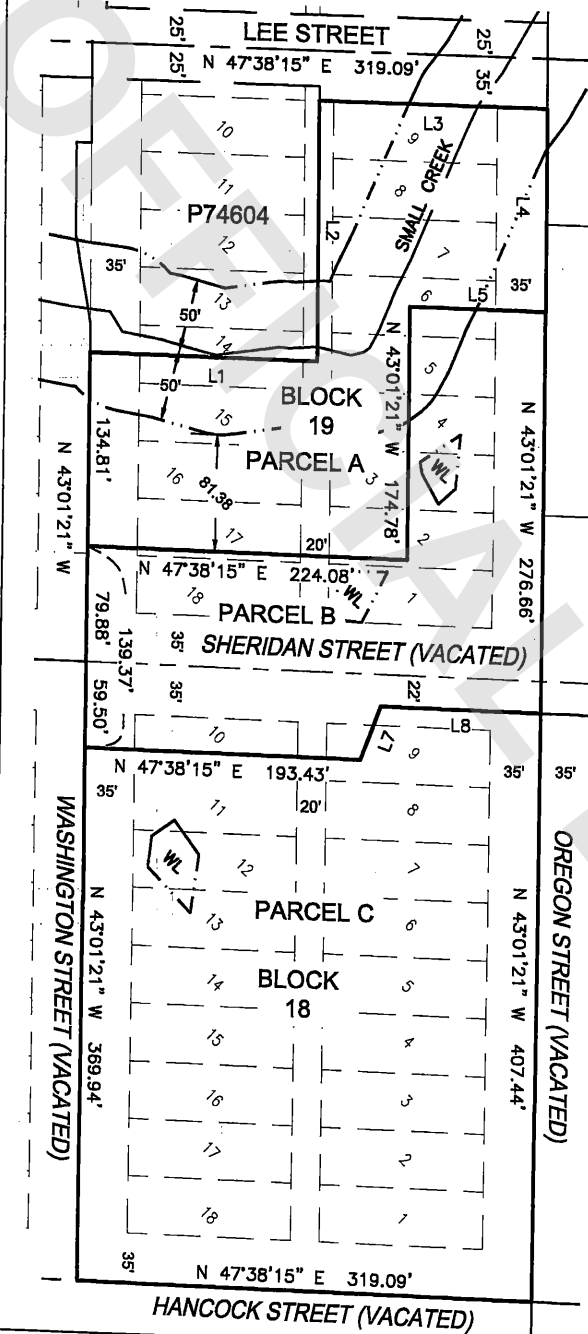 LEE STREET
25'
25'
25'
35'
N 47°38'15" E 319.09'
OFFICIAL
10
11
P74604
12
13
14
35'
50'
50'
L1
L2
L3
9
8
SMALL CREEK
7
6
L4
L5
35'
5
4
3
2
1
WL
15
16
17
18
BLOCK
19
PARCEL A
81.38
N 43°01'21" W 174.78'
134.81'
N 43°01'21" W
20'
N 47°38'15" E 224.08'
WL
PARCEL B
N 43°01'21" W 276.66'
SHERIDAN STREET (VACATED)
79.88'
139.37'
59.50'
35'
35'
22'
10
L7
L8
9
N 47°38'15" E 193.43'
35'
35'
35'
20'
11
8
WL
12
7
13
PARCEL C
6
14
BLOCK
18
5
15
4
16
3
17
2
18
1
WASHINGTON STREET (VACATED)
N 43°01'21" W 369.94'
N 43°01'21" W 407.44'
OREGON STREET (VACATED)
35'
N 47°38'15" E 319.09'
HANCOCK STREET (VACATED)